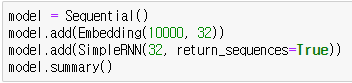 model = Sequential()
model.add(Embedding(10000, 32))
model.add(SimpleRNN(32, return_sequences=True))
model.summary()